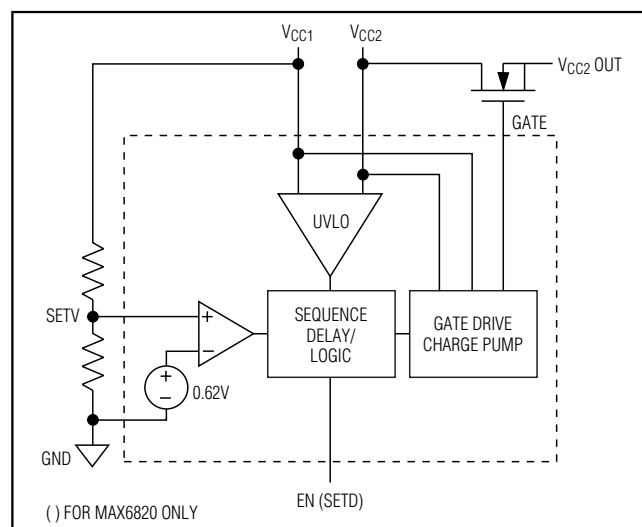 VCC1
VCC2
VCC2 OUT
GATE
UVLO
SETV
+
−
SEQUENCE
DELAY/
LOGIC
GATE DRIVE
CHARGE PUMP
+
−
0.62V
GND
EN (SETD)
( ) FOR MAX6820 ONLY